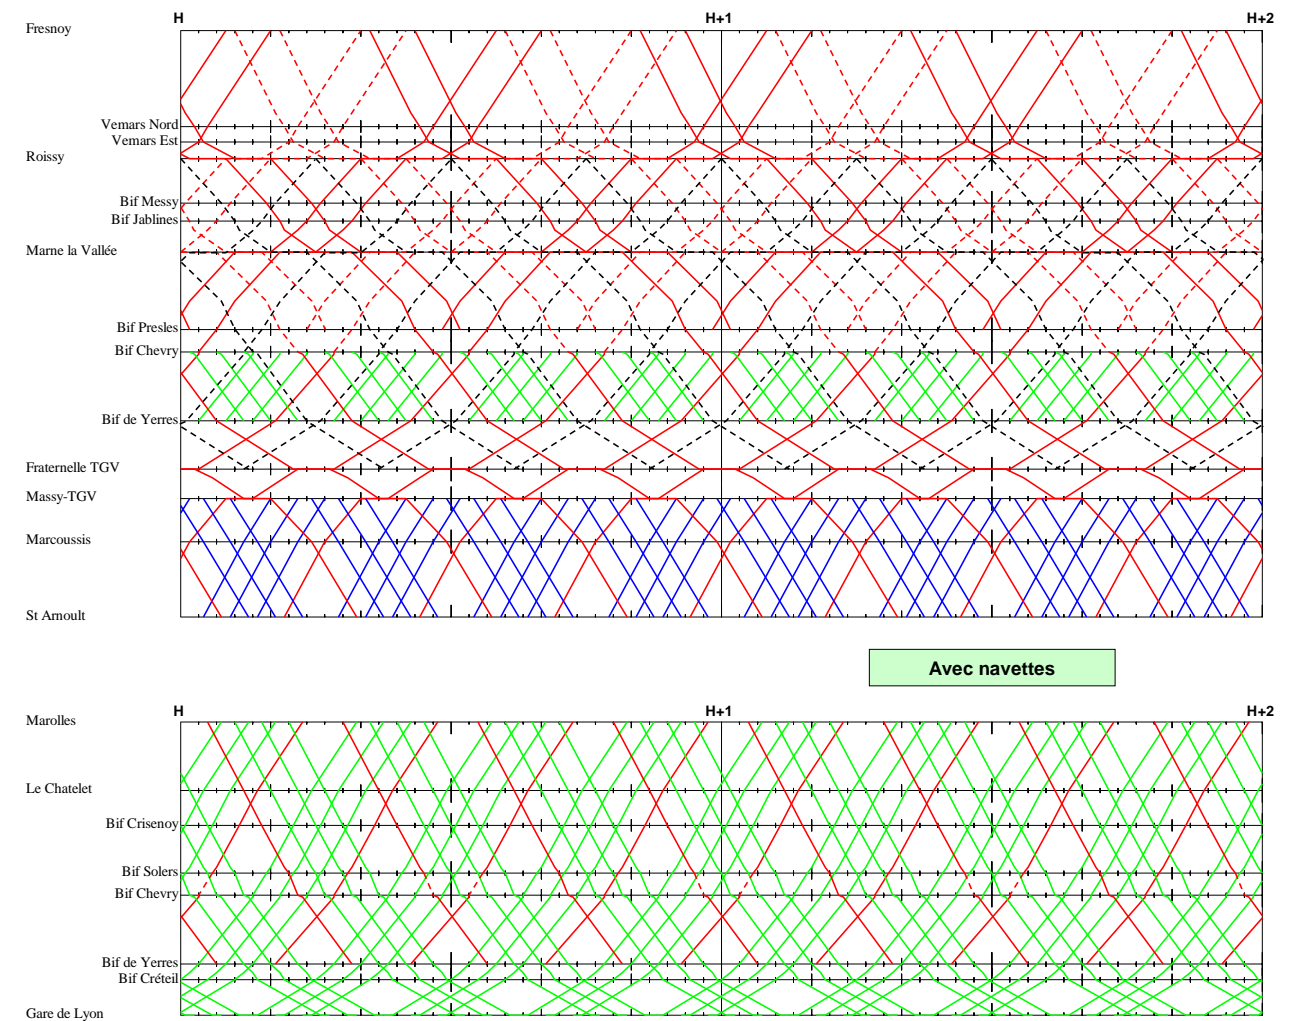 H H+1 H+2
Fresnoy
Vemars Nord
Vemars Est
Roissy
Bif Messy
Bif Jablines
Marne la Vallée
Bif Presles
Bif Chevry
Bif de Yerres
Fraternelle TGV
Massy-TGV
Marcoussis
St Arnoult
Avec navettes
H H+1 H+2
Marolles
Le Chatelet
Bif Crisenoy
Bif Solers
Bif Chevry
Bif de Yerres
Bif Créteil
Gare de Lyon